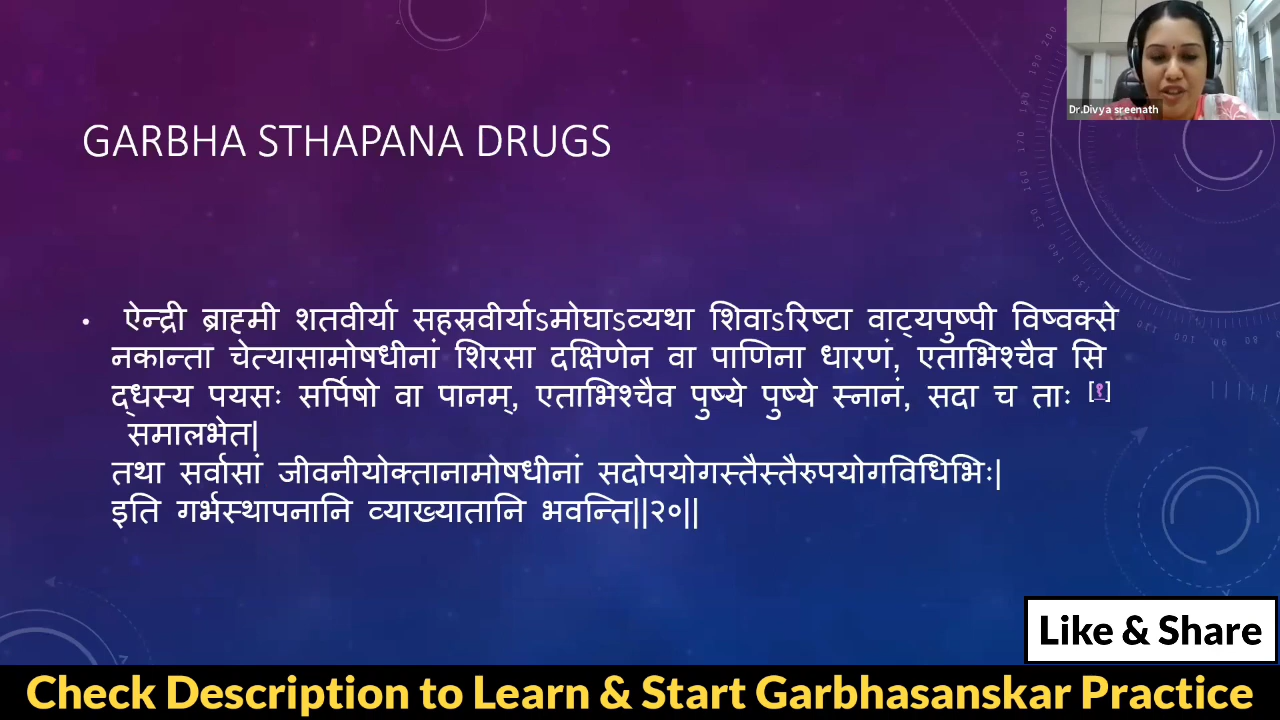 Dr.Divya sreenath
GARBHA STHAPANA DRUGS
• ऐन्द्री ब्राह्मी शतवीर्या सहस्रवीर्याऽमोघाऽव्यथा शिवाऽरिष्टा वाट्यपुष्पी विष्वक्से
नकान्ता चेत्यासामोषधीनां शिरसा दक्षिणेन वा पाणिना धारणं, एताभिश्चैव सि
द्धस्य पयसः सर्पिषो वा पानम्, एताभिश्चैव पुष्ये पुष्ये स्नानं, सदा च ताः [१]
समालभेत|
तथा सर्वासां जीवनीयोक्तानामोषधीनां सदोपयोगस्तैस्तैरुपयोगविधिभिः|
इति गर्भस्थापनानि व्याख्यातानि भवन्ति||२०||
Like & Share
Check Description to Learn & Start Garbhasanskar Practice